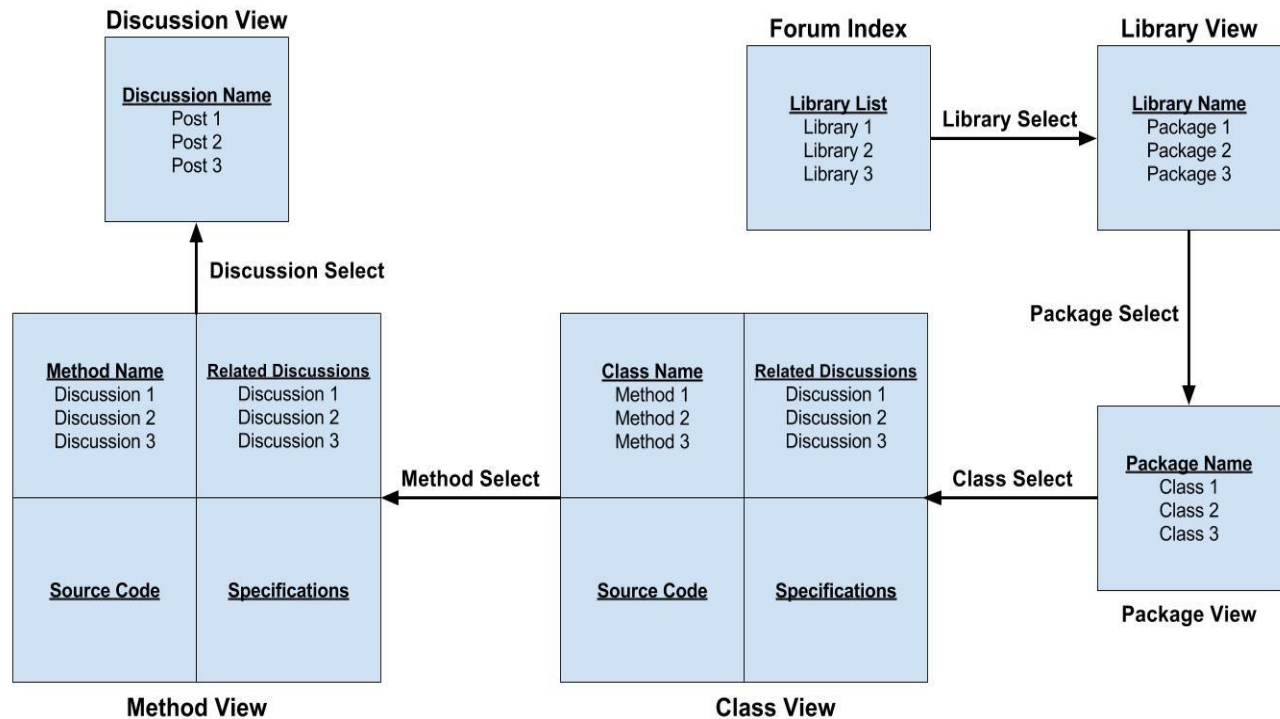 Discussion View
Discussion Name
Post 1
Post 2
Post 3
Forum Index
Library List
Library 1
Library 2
Library 3
Library Select
Library View
Library Name
Package 1
Package 2
Package 3
Discussion Select
Package Select
Method Name
Discussion 1
Discussion 2
Discussion 3
Related Discussions
Discussion 1
Discussion 2
Discussion 3
Source Code
Specifications
Method View
Method Select
Class Name
Method 1
Method 2
Method 3
Related Discussions
Discussion 1
Discussion 2
Discussion 3
Source Code
Specifications
Class View
Class Select
Package Name
Class 1
Class 2
Class 3
Package View